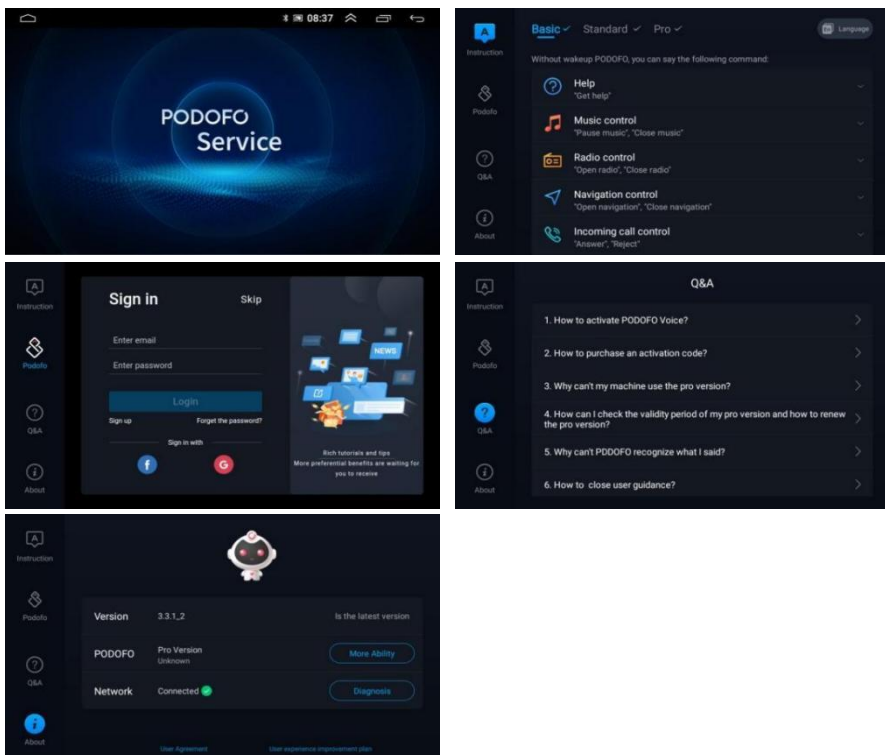 08:37
PODOFO
Service
Instruction
Podofo
Q&A
About
Basic Standard Pro
Language
Without wakeup PODOFO, you can say the following command:
Help
"Get help"
Music control
"Pause music", "Close music"
Radio control
"Open radio", "Close radio"
Navigation control
"Open navigation", "Close navigation"
Incoming call control
"Answer", "Reject"
Instruction
Podofo
Q&A
About
Sign in
Skip
Enter email
Enter password
Login
Sign up Forget the password?
Sign in with
NEWS
Rich tutorials and tips
More preferential benefits are waiting for
you to receive
Instruction
Podofo
Q&A
About
Q&A
1. How to activate PODOFO Voice?
2. How to purchase an activation code?
3. Why can't my machine use the pro version?
4. How can I check the validity period of my pro version and how to renew
the pro version?
5. Why can't PDDOFO recognize what I said?
6. How to close user guidance?
Instruction
Podofo
Q&A
About
Version 3.3.1_2 Is the latest version
PODOFO Pro Version
Unknown
More Ability
Network Connected Diagnosis
User Agreement User experience improvement plan